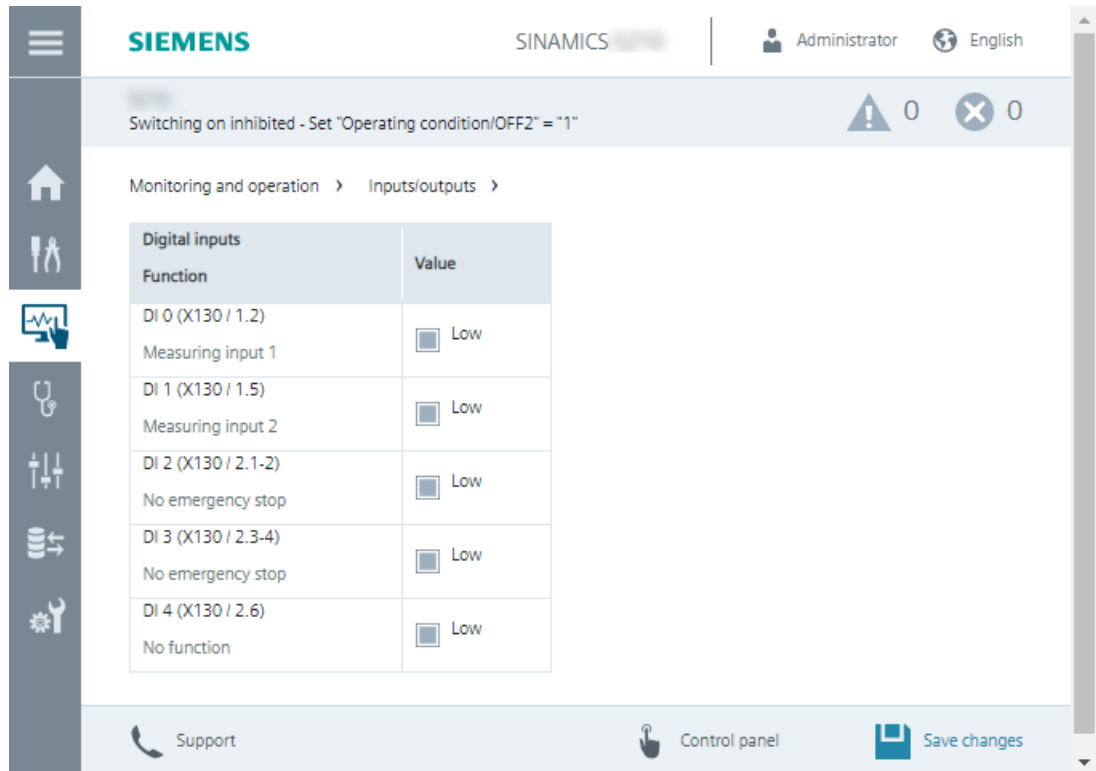 SIEMENS
SINAMICS
Administrator
English
Switching on inhibited - Set "Operating condition/OFF2" = "1"
0
0
Monitoring and operation
Inputs/outputs
Digital inputs
Function
Value
DI 0 (X130 / 1.2)
Measuring input 1
Low
DI 1 (X130 / 1.5)
Measuring input 2
Low
DI 2 (X130 / 2.1-2)
No emergency stop
Low
DI 3 (X130 / 2.3-4)
No emergency stop
Low
DI 4 (X130 / 2.6)
No function
Low
Support
Control panel
Save changes